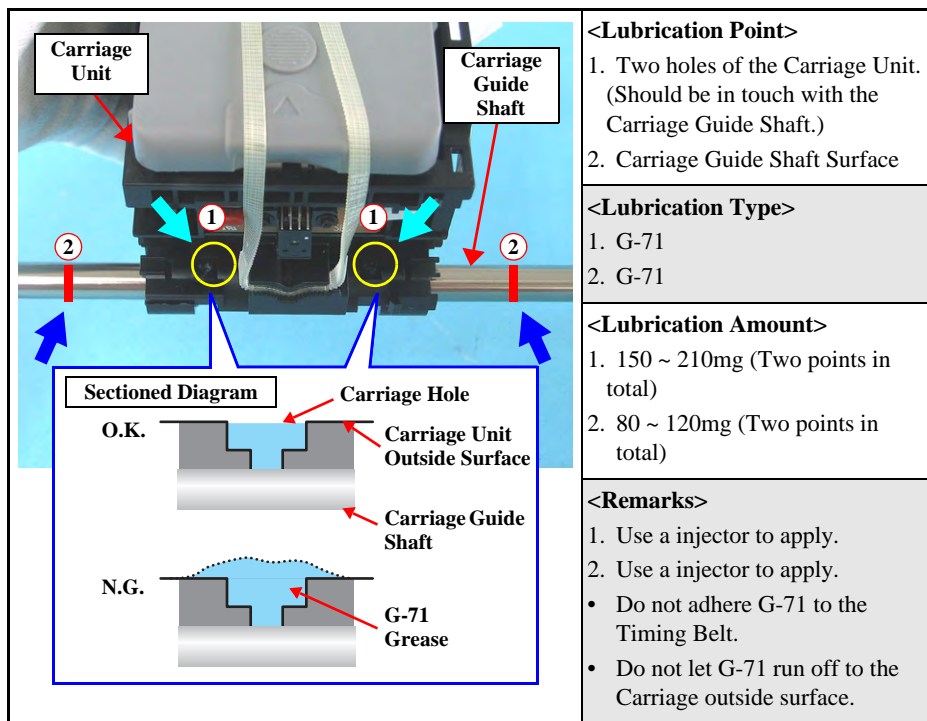 Carriage
Unit
Carriage
Guide
Shaft
1
1
2
2
Sectioned Diagram
Carriage Hole
O.K.
Carriage Unit
Outside Surface
Carriage Guide
Shaft
N.G.
G-71
Grease
<Lubrication Point>
1. Two holes of the Carriage Unit.
(Should be in touch with the
Carriage Guide Shaft.)
2. Carriage Guide Shaft Surface
<Lubrication Type>
1. G-71
2. G-71
<Lubrication Amount>
1. 150 ~ 210mg (Two points in
total)
2. 80 ~ 120mg (Two points in
total)
<Remarks>
1. Use a injector to apply.
2. Use a injector to apply.
• Do not adhere G-71 to the
Timing Belt.
• Do not let G-71 run off to the
Carriage outside surface.